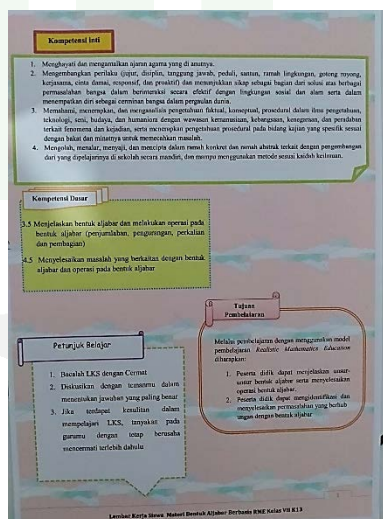 Kompetensi inti
1. Menghayati dan mengamalkan ajaran agama yang di anutnya.
2. Mengembangkan perilaku (jujur, disiplin, tanggung jawab, peduli, santun, ramah lingkungan, gotong royong,
kerjasama, cinta damai, responsif, dan proaktif) dan menunjukkan sikap sebagai bagian dari solusi atas berbagai
permasalahan bangsa dalam berinteraksi secara efektif dengan lingkungan sosial dan alam serta dalam
menempatkan diri sebagai cerminan bangsa dalam pergaulan dunia.
3. Memahami, menerapkan, dan menganalisis pengetahuan faktual, konseptual, prosedural dalam ilmu pengetahuan,
teknologi, seni, budaya, dan humaniora dengan wawasan kemanusiaan, kebangsaan, kenegaraan, dan peradaban
terkait fenomena dan kejadian, serta menerapkan pengetahuan prosedural pada bidang kajian yang spesifik sesuai
dengan bakat dan minatnya untuk memecahkan masalah.
4. Mengolah, menalar, menyaji, dan mencipta dalam ranah konkret dan ranah abstrak terkait dengan pengembangan
dari yang dipelajarinya di sekolah secara mandiri, dan mampu menggunakan metode sesuai kaidah keilmuan.
Kompetensi Dasar
3.5 Menjelaskan bentuk aljabar dan melakukan operasi pada
bentuk aljabar (penjumlahan, pengurangan, perkalian
dan pembagian)
4.5 Menyelesaikan masalah yang berkaitan dengan bentuk
aljabar dan operasi pada bentuk aljabar
Tujuan
Pembelajaran
Melalui pembelajaran dengan menggunakan model
pembelajaran Realistic Mathematics Education
diharapkan:
1. Peserta didik dapat menjelaskan unsur-
unsur bentuk aljabar serta menyelesaikan
operasi bentuk aljabar.
2. Peserta didik dapat mengidentifikasi dan
menyelesaikan permasalahan yang berhub
ungan dengan bentuk aljabar
Petunjuk Belajar
1. Bacalah LKS dengan Cermat
2. Diskusikan dengan temanmu dalam
menentukan jawaban yang paling benar
3. Jika terdapat kesulitan dalam
mempelajari LKS, tanyakan pada
gurumu dengan tetap berusaha
mencermati terlebih dahulu
Lembar Kerja Siswa Materi Bentuk Aljabar Berbasis RME Kelas VII K13